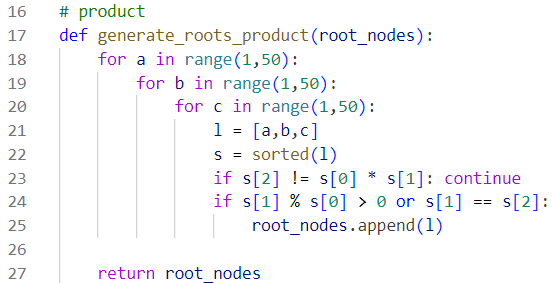 16 # product
17 def generate_roots_product(root_nodes):
18     for a in range(1,50):
19         for b in range(1,50):
20             for c in range(1,50):
21                 l = [a,b,c]
22                 s = sorted(l)
23                 if s[2] != s[0] * s[1]: continue
24                 if s[1] % s[0] > 0 or s[1] == s[2]:
25                     root_nodes.append(l)
26
27     return root_nodes